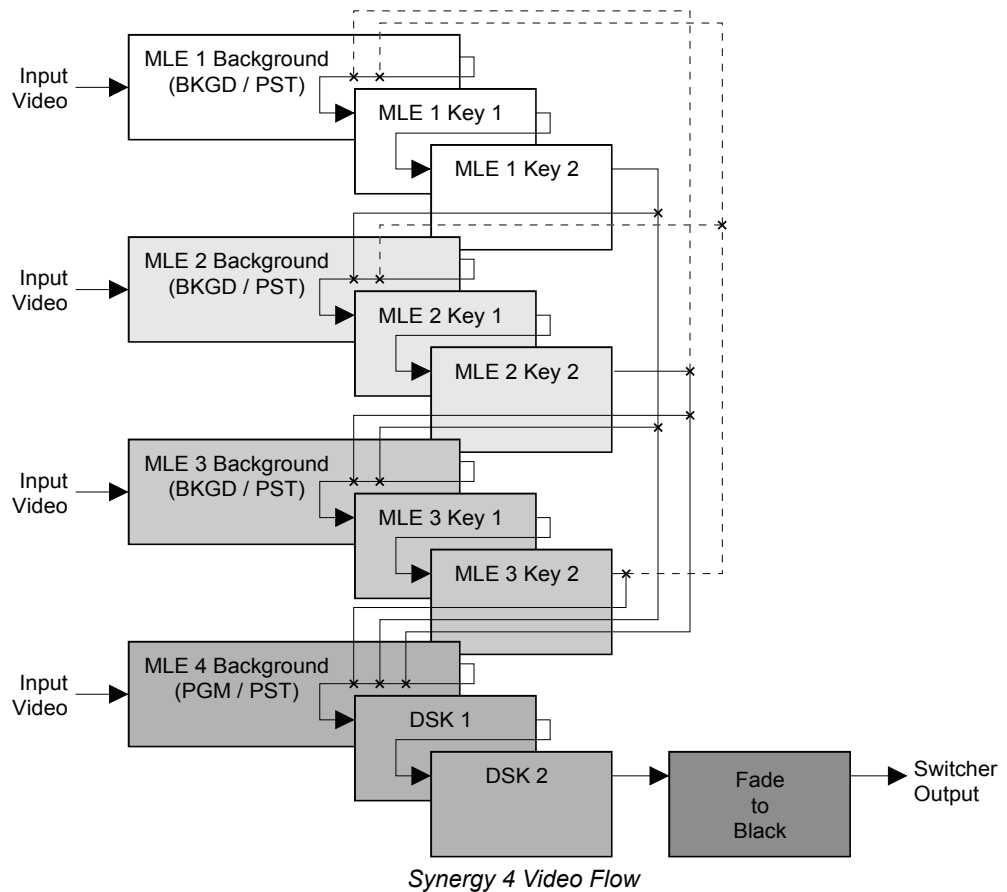 MLE 1 Background
(BKGD / PST)
Input
Video
MLE 1 Key 1
MLE 1 Key 2
MLE 2 Background
(BKGD / PST)
Input
Video
MLE 2 Key 1
MLE 2 Key 2
MLE 3 Background
(BKGD / PST)
Input
Video
MLE 3 Key 1
MLE 3 Key 2
MLE 4 Background
(PGM / PST)
Input
Video
DSK 1
DSK 2
Fade
to
Black
Switcher
Output
Synergy 4 Video Flow